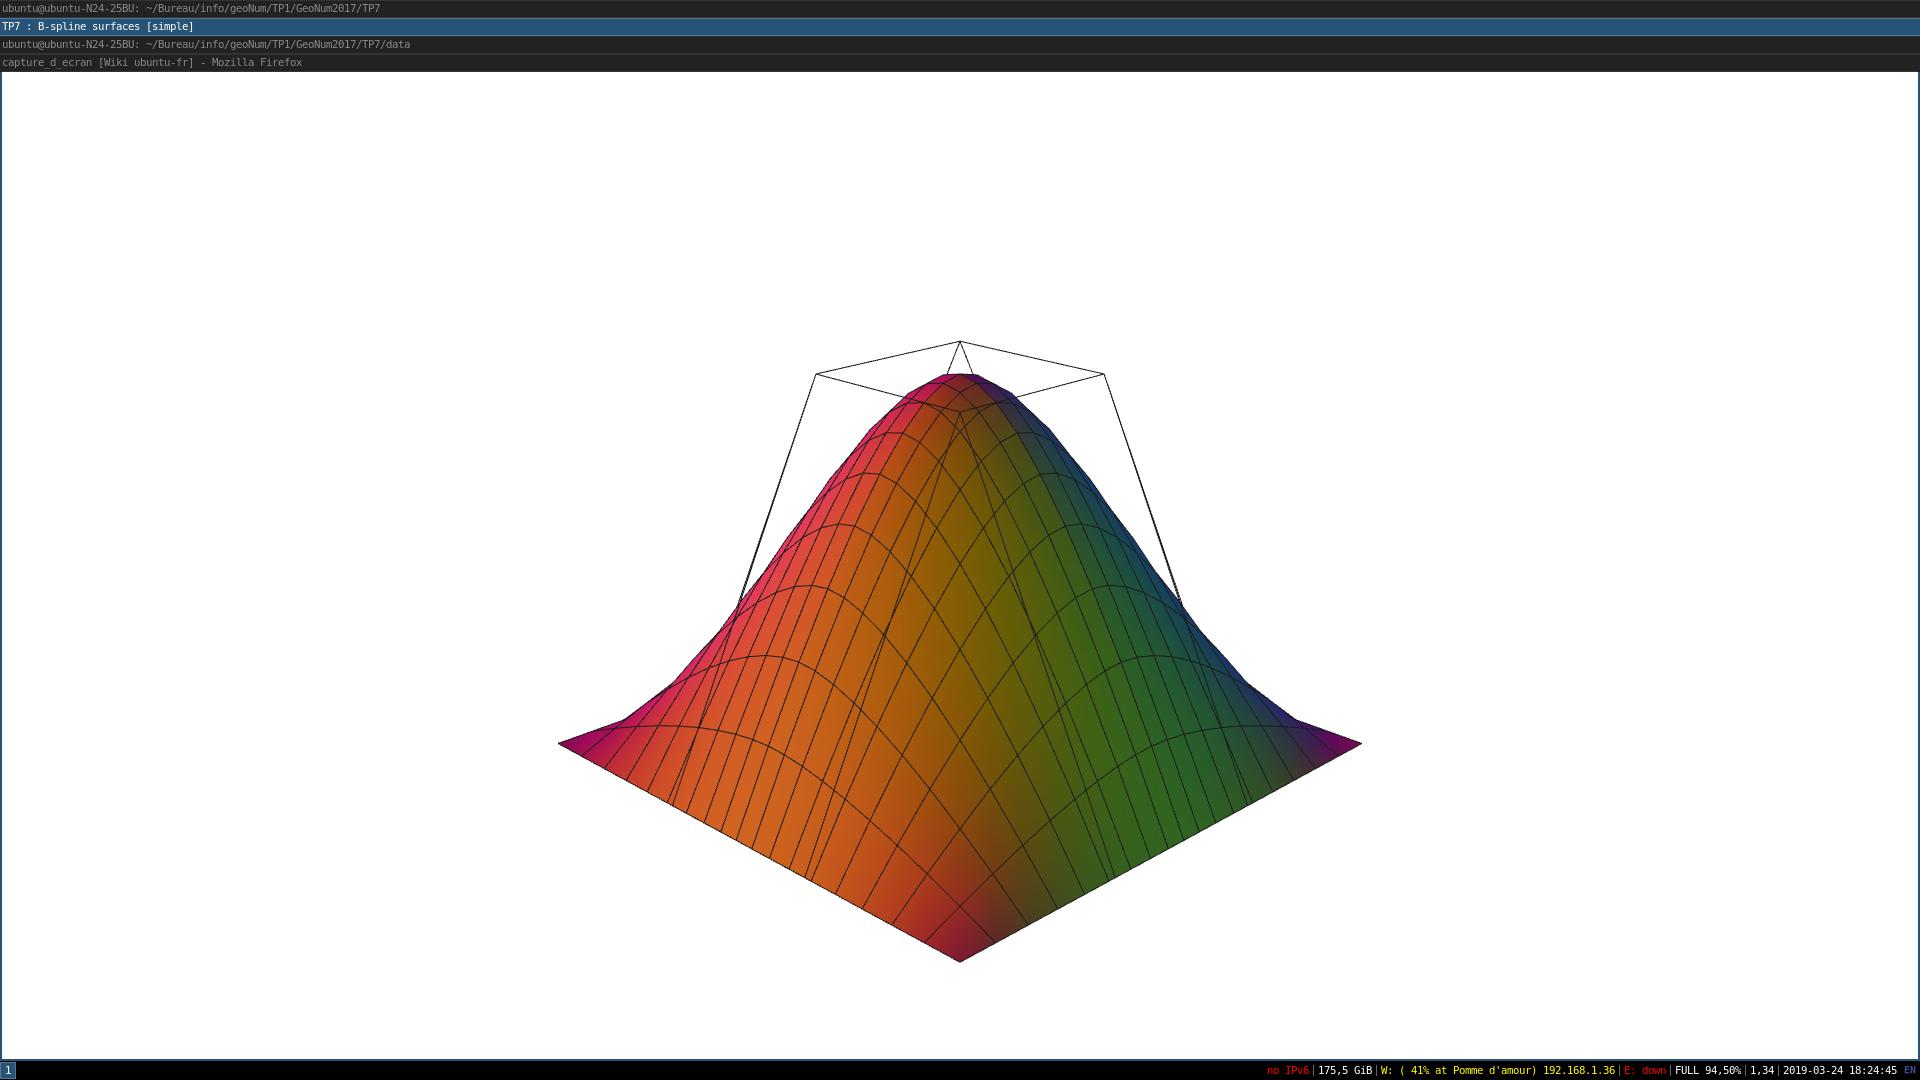 ubuntu@ubuntu-N24-25BU: ~/Bureau/info/geoNum/TP1/GeoNum2017/TP7
TP7 : B-spline surfaces [simple]
ubuntu@ubuntu-N24-25BU: ~/Bureau/info/geoNum/TP1/GeoNum2017/TP7/data
capture_d_ecran [Wiki ubuntu-fr] - Mozilla Firefox
1 no IPv6|175,5 GiB|W: ( 41% at Pomme d'amour) 192.168.1.36|E: down|FULL 94,50%|1,34|2019-03-24 18:24:45 EN